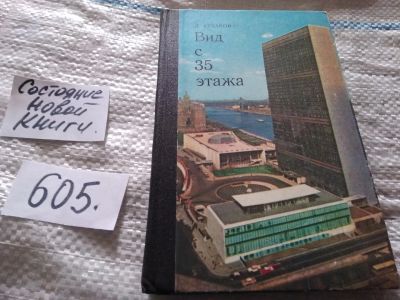 Состояние
новой
книги.
605.
Вид
с
35
этажа